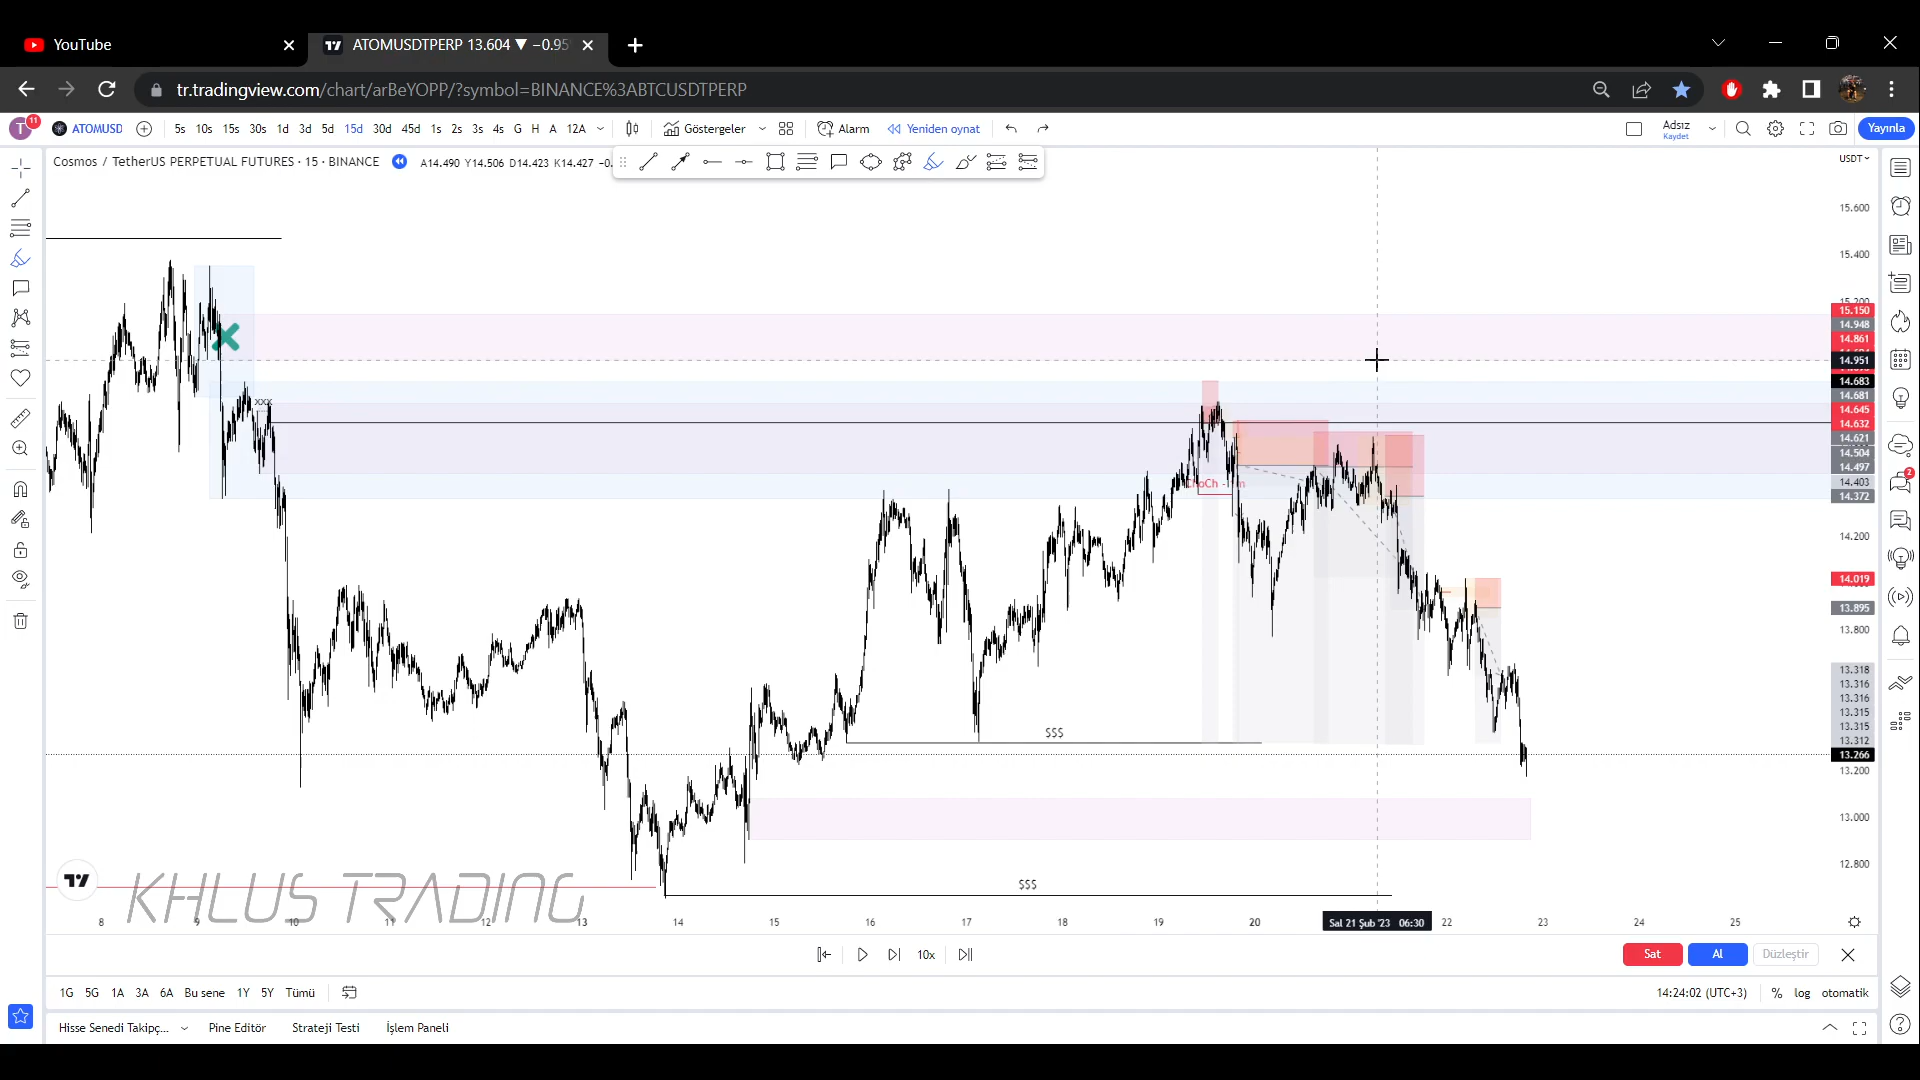 YouTube
ATOMUSDTPERP 13.604 ▼ −0.95
tr.tradingview.com/chart/arBeYOPP/?symbol=BINANCE%3ABTCUSDTPERP
T 11 ATOMUSD 5s 10s 15s 30s 1d 3d 5d 15d 30d 45d 1s 2s 3s 4s G H A 12A Göstergeler Alarm Yeniden oynat Adsız Kaydet Yayınla
Cosmos / TetherUS PERPETUAL FUTURES · 15 · BINANCE A14.490 Y14.506 D14.423 K14.427 −0.
USDT
15.600
15.400
15.200
15.150
14.948
14.861
14.951
14.683
14.681
14.645
14.632
14.621
14.504
14.497
14.403
14.372
14.200
14.019
13.895
13.800
13.318
13.316
13.316
13.315
13.315
13.312
13.266
13.200
13.000
12.800
xxx
ChoCh -
$$$
$$$
KHLUS TRADING
8 9 10 11 12 13 14 15 16 17 18 19 20 Sal 21 Şub '23 06:30 22 23 24 25
10x Sat Al Düzleştir
1G 5G 1A 3A 6A Bu sene 1Y 5Y Tümü 14:24:02 (UTC+3) % log otomatik
Hisse Senedi Takipç... Pine Editör Strateji Testi İşlem Paneli
2